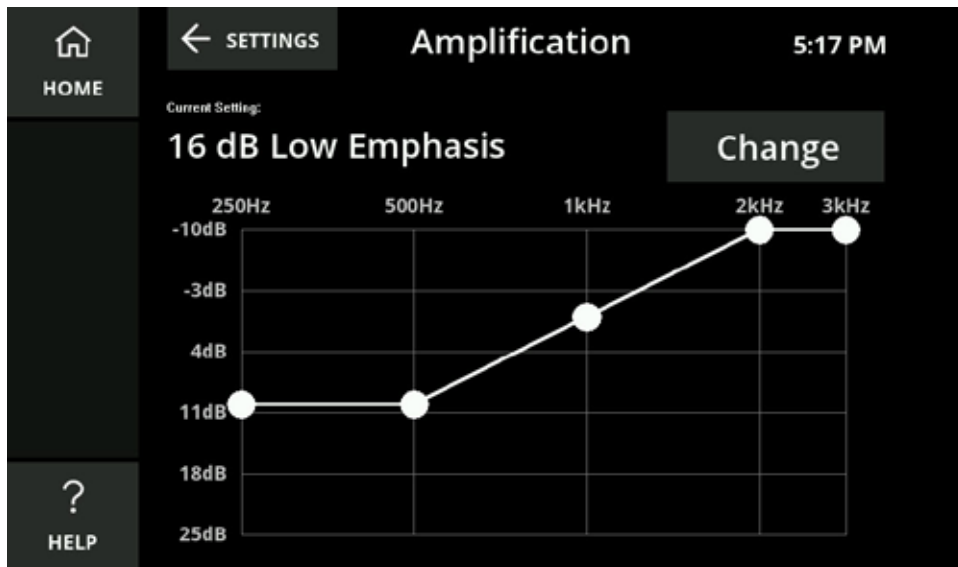 HOME
← SETTINGS
Amplification
5:17 PM
Current Setting:
16 dB Low Emphasis
Change
250Hz 500Hz 1kHz 2kHz 3kHz
-10dB
-3dB
4dB
11dB
18dB
25dB
?
HELP